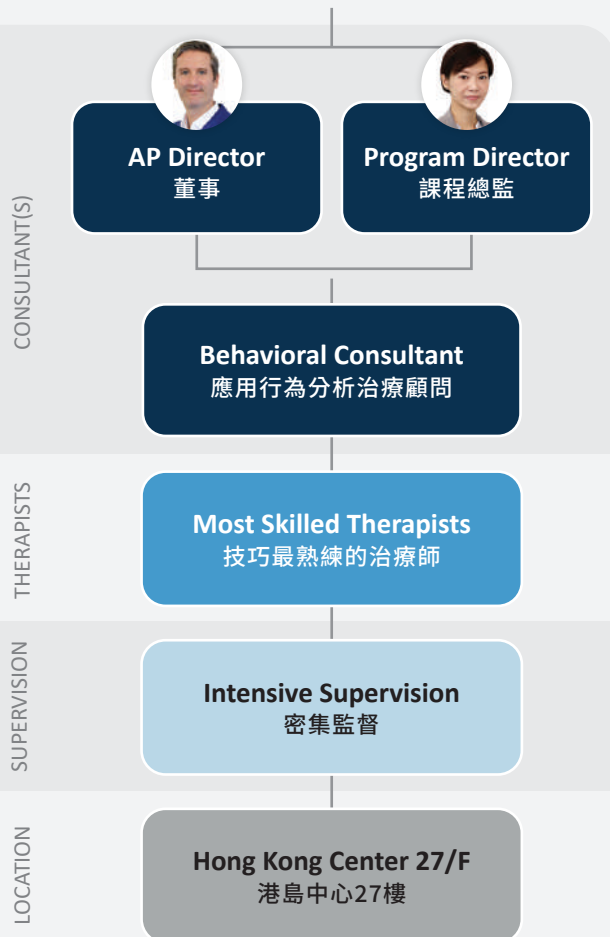 CONSULTANT(S)
AP Director
董事
Program Director
課程總監
Behavioral Consultant
應用行為分析治療顧問
THERAPISTS
Most Skilled Therapists
技巧最熟練的治療師
SUPERVISION
Intensive Supervision
密集監督
LOCATION
Hong Kong Center 27/F
港島中心27樓